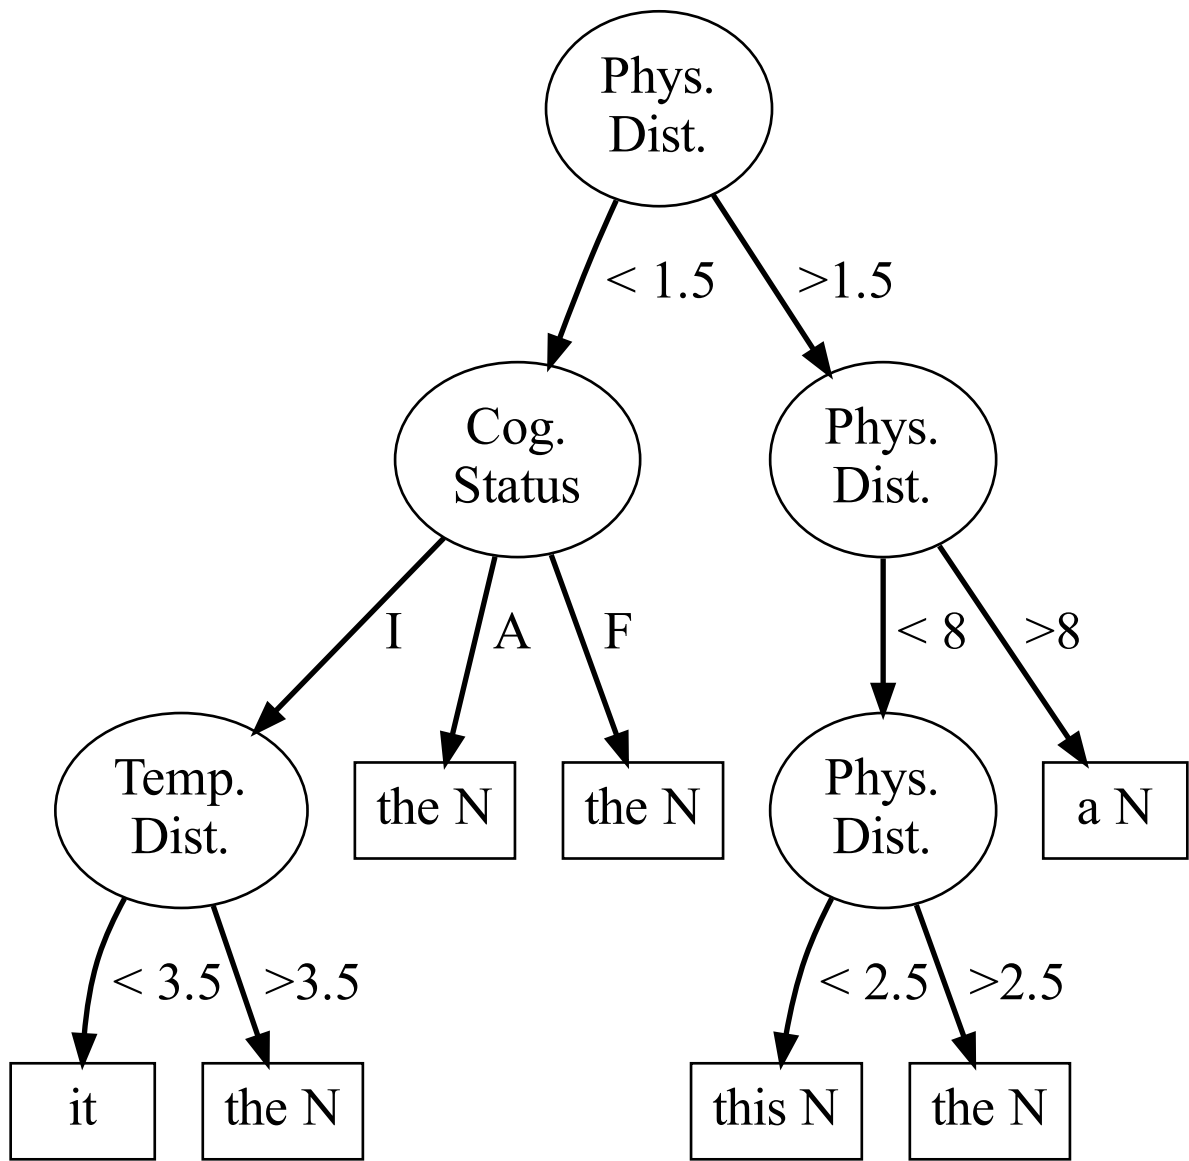 Phys.
Dist.
< 1.5
>1.5
Cog.
Status
Phys.
Dist.
I
A
F
< 8
>8
Temp.
Dist.
the N
the N
Phys.
Dist.
a N
< 3.5
>3.5
< 2.5
>2.5
it
the N
this N
the N